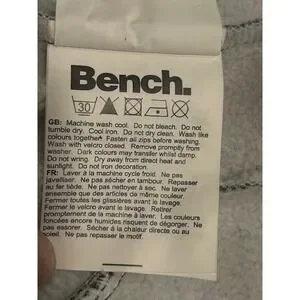 Bench.
30
GB: Machine wash cool. Do not bleach. Do not
tumble dry. Cool iron. Do not dry clean. Wash like
colours together. Fasten all zips before washing.
Wash with velcro closed. Remove promptly from
washer. Dark colours may transfer whilst damp.
Do not wring. Dry away from direct heat and
sunlight. Do not iron decoration.
FR: Laver à la machine cycle froid. Ne pas
javelliser. Ne pas sécher en tambour. Repasser
au fer tiède. Ne pas nettoyer à sec. Ne laver
ensemble que des articles de même couleur.
Fermer toutes les glissières avant le lavage.
Fermer le velcro avant le lavage. Les retirer
promptement de la machine à laver. Les couleurs
foncées encore humides risquent de dégorger. Ne
pas essorer. Sécher à la chaleur directe ou au
soleil. Ne pas repasser le motif.